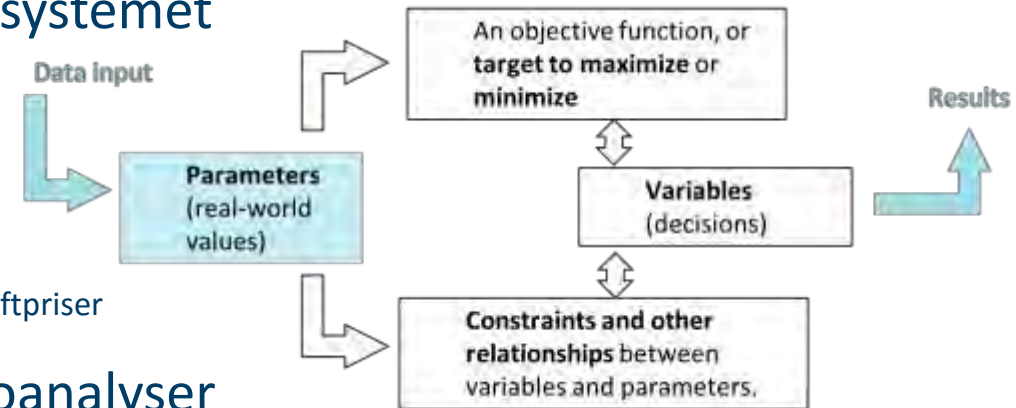 systemet
Data input
An objective function, or
target to maximize or
minimize
Results
Parameters
(real-world
values)
Variables
(decisions)
ftpriser
Constraints and other
relationships between
variables and parameters.
oanalyser